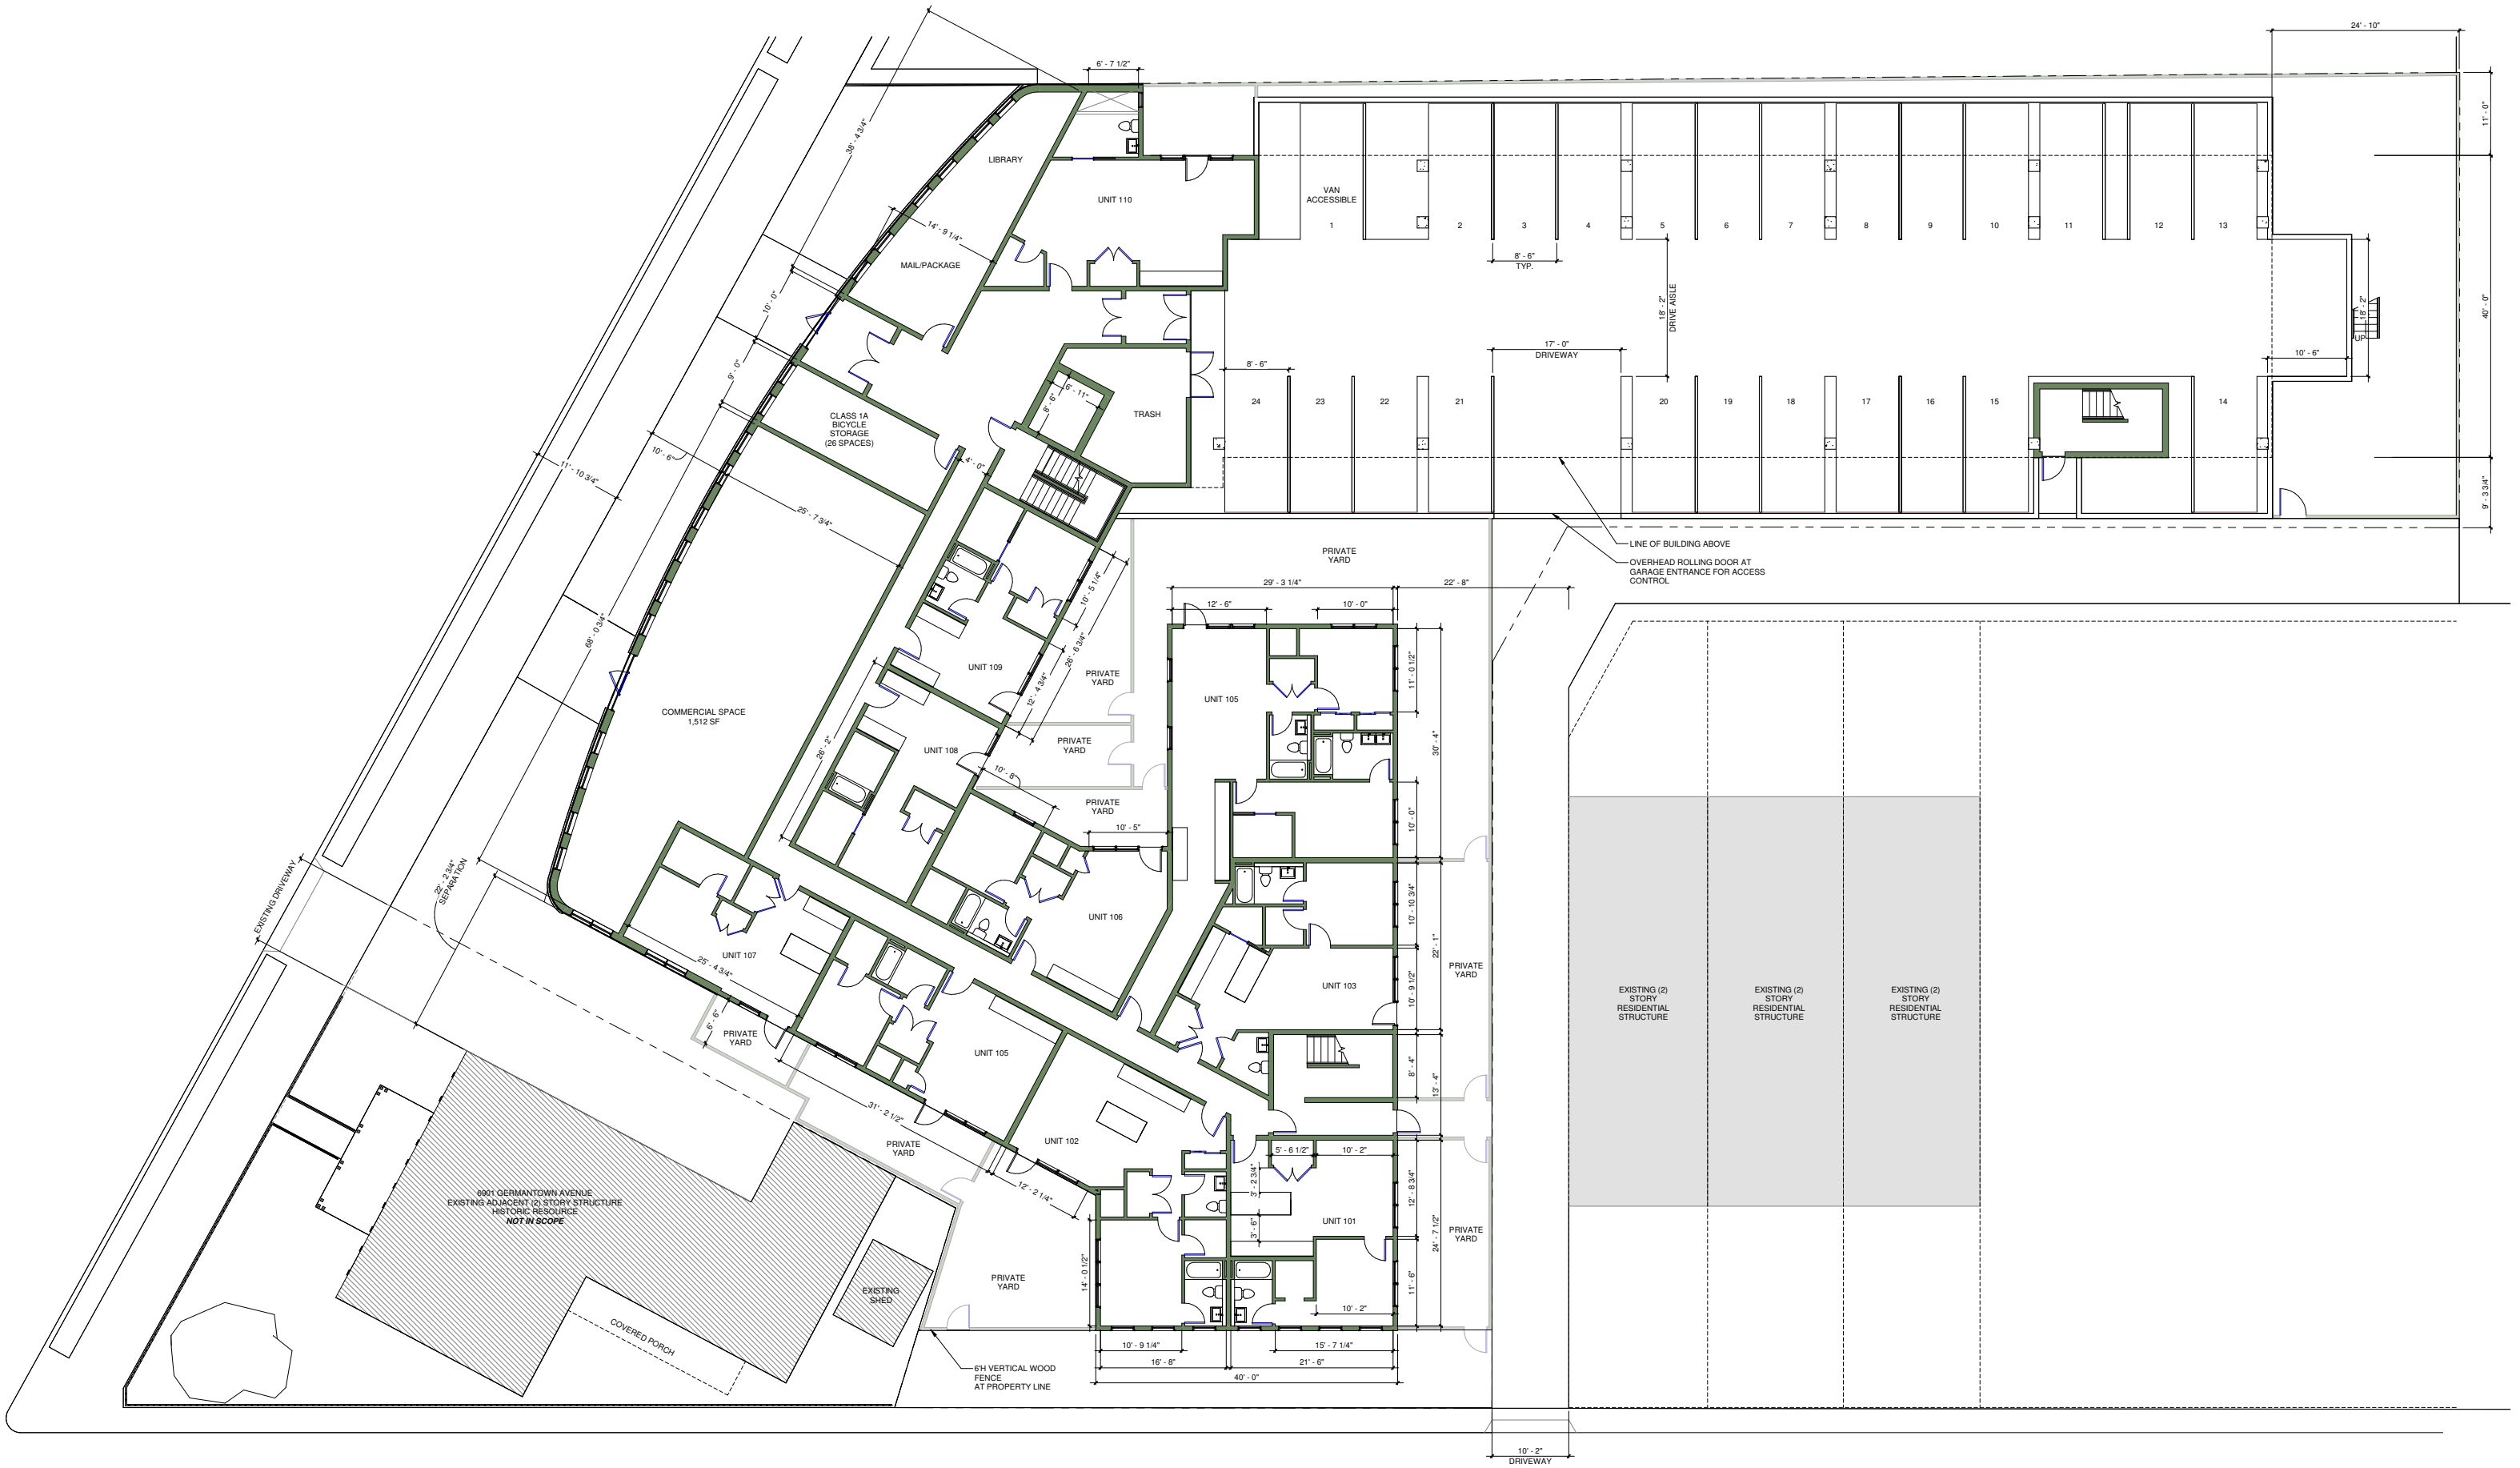 24' - 10"
6' - 7 1/2"
38' - 4 3/4"
11' - 0"
LIBRARY
UNIT 110
VAN
ACCESSIBLE
1
2
3
4
5
6
7
8
9
10
11
12
13
14' - 9 1/4"
MAIL/PACKAGE
8' - 6"
TYP.
10' - 0"
18' - 2"
DRIVE AISLE
18' - 2"
UP
40' - 0"
17' - 0"
DRIVEWAY
10' - 6"
9' - 0"
8' - 6"
6' - 11"
8' - 6"
24
23
22
21
20
19
18
17
16
15
14
TRASH
CLASS 1A
BICYCLE
STORAGE
(26 SPACES)
10' - 6"
11' - 10 3/4"
4' - 0"
9' - 3 3/4"
25' - 7 3/4"
LINE OF BUILDING ABOVE
OVERHEAD ROLLING DOOR AT
GARAGE ENTRANCE FOR ACCESS
CONTROL
PRIVATE
YARD
29' - 3 1/4"
22' - 8"
10' - 5 1/4"
12' - 6"
10' - 0"
68' - 0 3/4"
26' - 6 3/4"
UNIT 109
PRIVATE
YARD
11' - 0 1/2"
12' - 4 3/4"
UNIT 105
COMMERCIAL SPACE
1,512 SF
26' - 2"
UNIT 108
PRIVATE
YARD
30' - 4"
10' - 8"
PRIVATE
YARD
10' - 5"
10' - 0"
EXISTING DRIVEWAY
22' - 2 3/4"
SEPARATION
10' - 10 3/4"
UNIT 106
22' - 1"
UNIT 107
25' - 4 3/4"
PRIVATE
YARD
UNIT 103
10' - 9 1/2"
EXISTING (2)
STORY
RESIDENTIAL
STRUCTURE
EXISTING (2)
STORY
RESIDENTIAL
STRUCTURE
EXISTING (2)
STORY
RESIDENTIAL
STRUCTURE
6' - 6"
PRIVATE
YARD
UNIT 105
8' - 4"
13' - 4"
31' - 2 1/2"
PRIVATE
YARD
UNIT 102
5' - 6 1/2"
10' - 2"
3' - 2 3/4"
12' - 8 3/4"
12' - 2 1/4"
6901 GERMANTOWN AVENUE
EXISTING ADJACENT (2) STORY STRUCTURE
HISTORIC RESOURCE
NOT IN SCOPE
3' - 6"
UNIT 101
24' - 7 1/2"
PRIVATE
YARD
14' - 0 1/2"
PRIVATE
YARD
11' - 6"
EXISTING
SHED
10' - 2"
COVERED PORCH
10' - 9 1/4"
15' - 7 1/4"
16' - 8"
21' - 6"
40' - 0"
6'H VERTICAL WOOD
FENCE
AT PROPERTY LINE
10' - 2"
DRIVEWAY